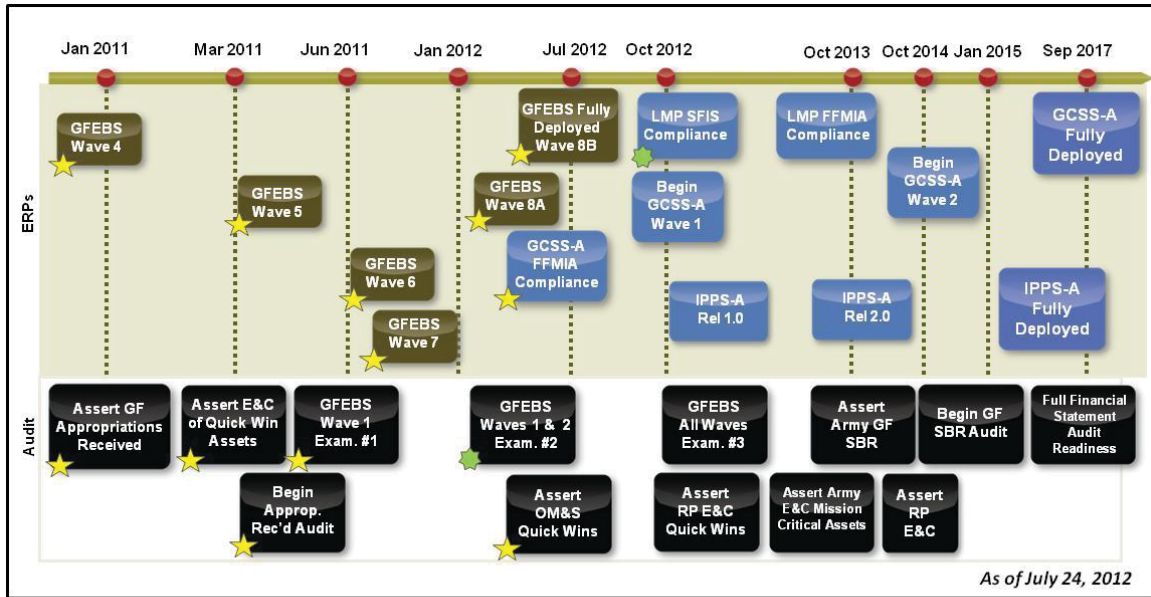 Jan 2011
Mar 2011
Jun 2011
Jan 2012
Jul 2012
Oct 2012
Oct 2013
Oct 2014
Jan 2015
Sep 2017
ERPs
GFEBS
Wave 4
GFEBS
Wave 5
GFEBS
Wave 6
GFEBS
Wave 7
GFEBS Fully
Deployed
Wave 8B
GFEBS
Wave 8A
GCSS-A
FFMIA
Compliance
LMP SFIS
Compliance
Begin
GCSS-A
Wave 1
IPPS-A
Rel 1.0
LMP FFMIA
Compliance
Begin
GCSS-A
Wave 2
IPPS-A
Rel 2.0
GCSS-A
Fully
Deployed
IPPS-A
Fully
Deployed
Audit
Assert GF
Appropriations
Received
Assert E&C
of Quick Win
Assets
GFEBS
Wave 1
Exam. #1
GFEBS
Waves 1 & 2
Exam. #2
GFEBS
All Waves
Exam. #3
Assert
Army GF
SBR
Begin GF
SBR Audit
Full Financial
Statement
Audit
Readiness
Begin
Approp.
Rec'd Audit
Assert
OM&S
Quick Wins
Assert
RP E&C
Quick Wins
Assert Army
E&C Mission
Critical Assets
Assert
RP
E&C
As of July 24, 2012